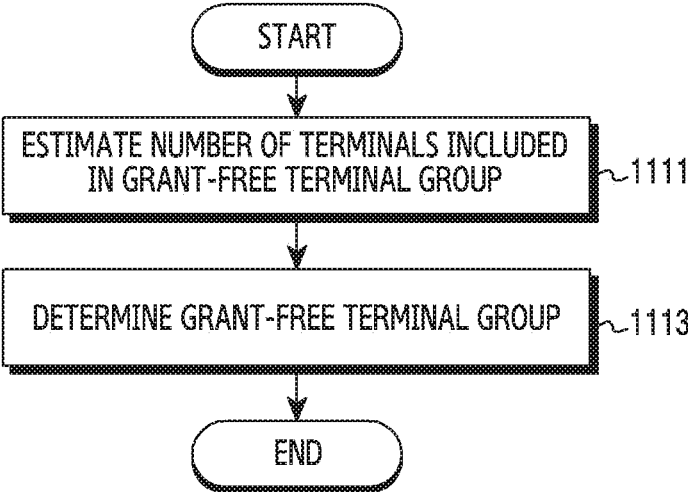 START
ESTIMATE NUMBER OF TERMINALS INCLUDED
IN GRANT-FREE TERMINAL GROUP
1111
DETERMINE GRANT-FREE TERMINAL GROUP
1113
END